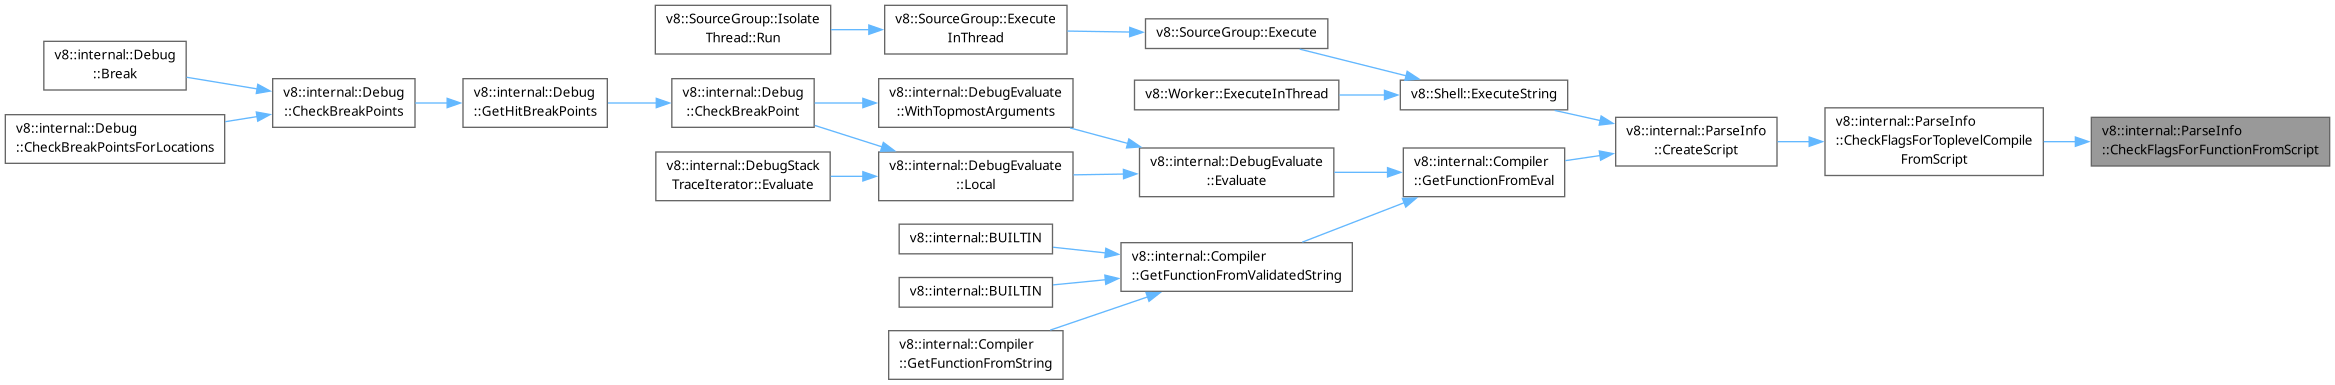 v8::internal::Debug
::Break
v8::internal::Debug
::CheckBreakPointsForLocations
v8::internal::Debug
::CheckBreakPoints
v8::internal::Debug
::GetHitBreakPoints
v8::SourceGroup::Isolate
Thread::Run
v8::internal::Debug
::CheckBreakPoint
v8::internal::DebugStack
TraceIterator::Evaluate
v8::SourceGroup::Execute
InThread
v8::internal::DebugEvaluate
::WithTopmostArguments
v8::internal::DebugEvaluate
::Local
v8::internal::BUILTIN
v8::internal::BUILTIN
v8::internal::Compiler
::GetFunctionFromString
v8::SourceGroup::Execute
v8::Worker::ExecuteInThread
v8::internal::DebugEvaluate
::Evaluate
v8::internal::Compiler
::GetFunctionFromValidatedString
v8::Shell::ExecuteString
v8::internal::Compiler
::GetFunctionFromEval
v8::internal::ParseInfo
::CreateScript
v8::internal::ParseInfo
::CheckFlagsForToplevelCompile
FromScript
v8::internal::ParseInfo
::CheckFlagsForFunctionFromScript